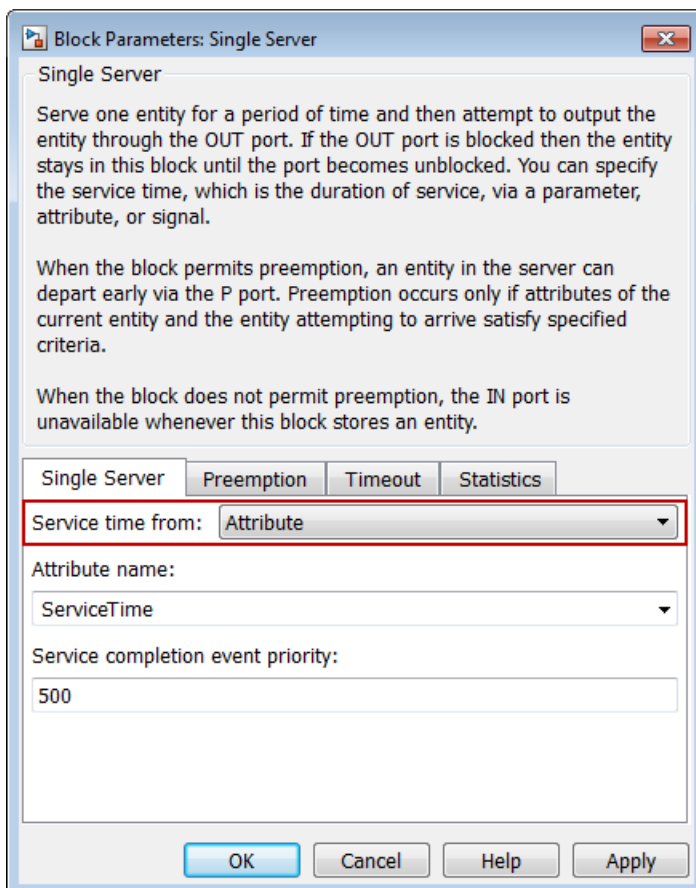 Block Parameters: Single Server
Single Server
Serve one entity for a period of time and then attempt to output the
entity through the OUT port. If the OUT port is blocked then the entity
stays in this block until the port becomes unblocked. You can specify
the service time, which is the duration of service, via a parameter,
attribute, or signal.
When the block permits preemption, an entity in the server can
depart early via the P port. Preemption occurs only if attributes of the
current entity and the entity attempting to arrive satisfy specified
criteria.
When the block does not permit preemption, the IN port is
unavailable whenever this block stores an entity.
Single Server Preemption Timeout Statistics
Service time from: Attribute
Attribute name:
ServiceTime
Service completion event priority:
500
OK Cancel Help Apply